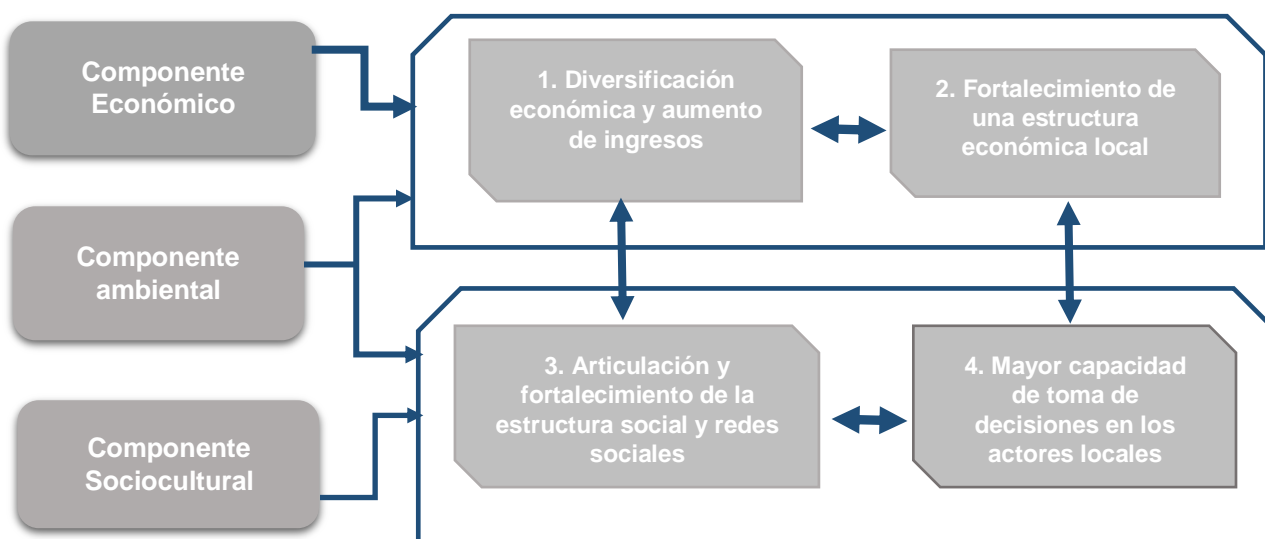 Componente
Económico
1. Diversificación
económica y aumento
de ingresos
2. Fortalecimiento de
una estructura
económica local
Componente
ambiental
3. Articulación y
fortalecimiento de la
estructura social y redes
sociales
4. Mayor capacidad
de toma de
decisiones en los
actores locales
Componente
Sociocultural